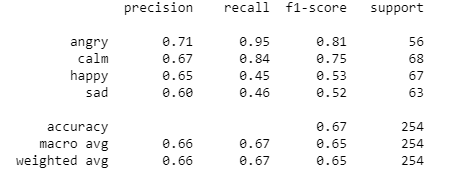 precision recall f1-score support
angry 0.71 0.95 0.81 56
calm 0.67 0.84 0.75 68
happy 0.65 0.45 0.53 67
sad 0.60 0.46 0.52 63
accuracy 0.67 254
macro avg 0.66 0.67 0.65 254
weighted avg 0.66 0.67 0.65 254